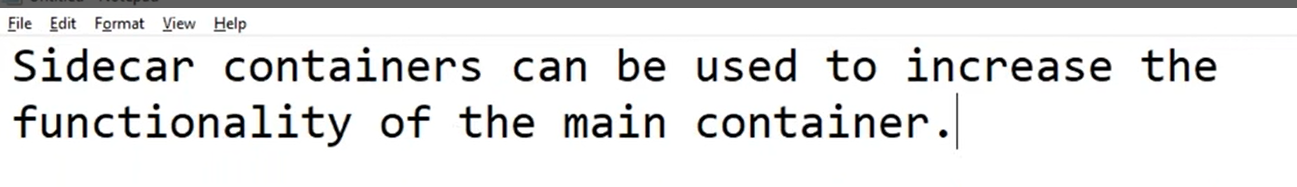 File Edit Format View Help
Sidecar containers can be used to increase the
functionality of the main container.